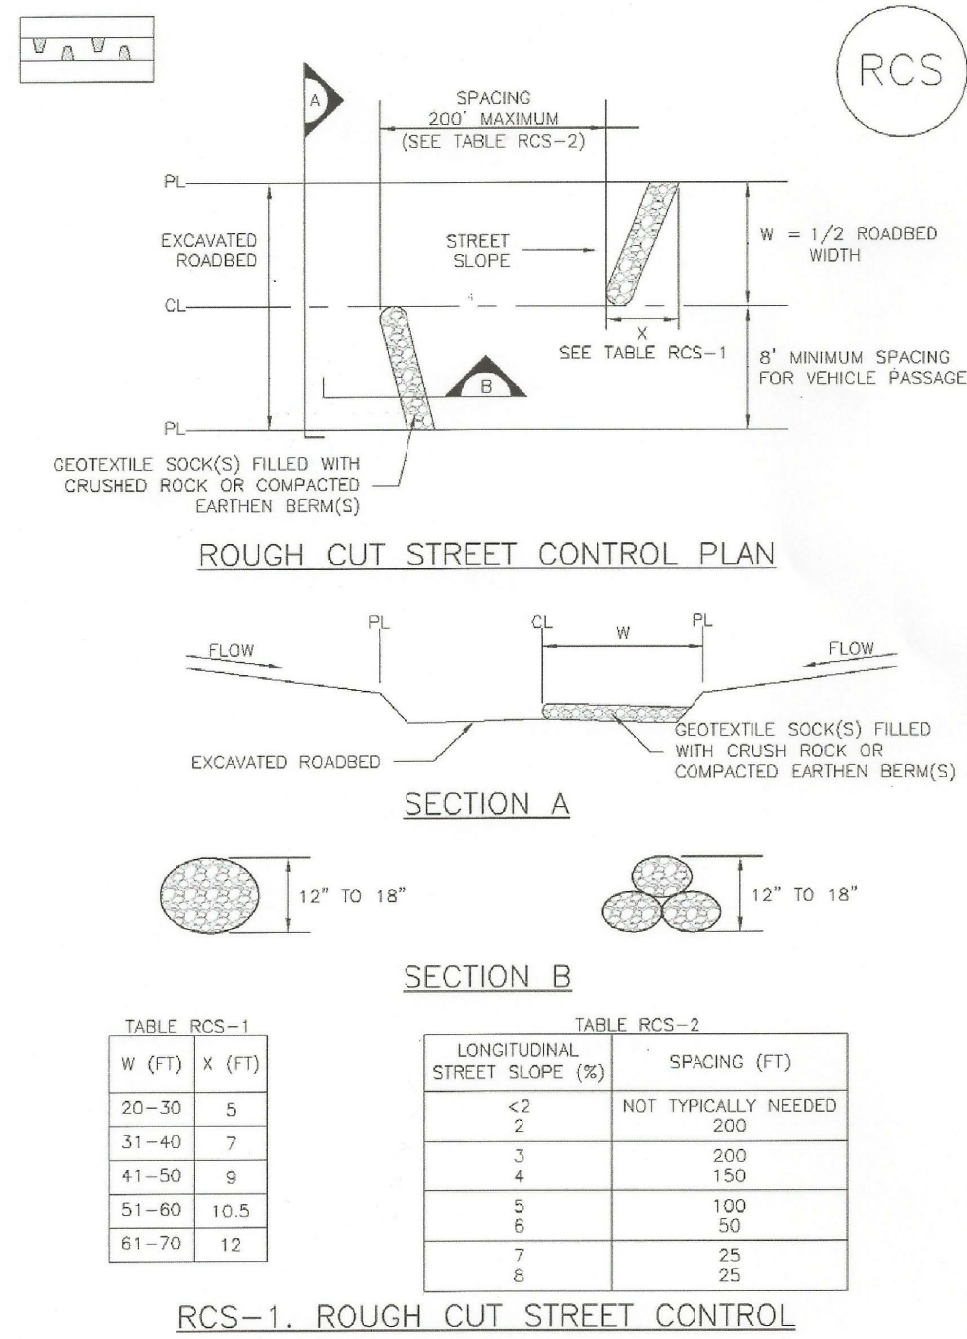 RCS
A
SPACING
200' MAXIMUM
(SEE TABLE RCS-2)
PL
EXCAVATED
ROADBED
STREET
SLOPE
W = 1/2 ROADBED
WIDTH
CL
X
SEE TABLE RCS-1
8' MINIMUM SPACING
FOR VEHICLE PASSAGE
B
PL
GEOTEXTILE SOCK(S) FILLED WITH
CRUSHED ROCK OR COMPACTED
EARTHEN BERM(S)
ROUGH CUT STREET CONTROL PLAN
PL CL PL
W
FLOW FLOW
EXCAVATED ROADBED
GEOTEXTILE SOCK(S) FILLED
WITH CRUSH ROCK OR
COMPACTED EARTHEN BERM(S)
SECTION A
12" TO 18" 12" TO 18"
SECTION B
TABLE RCS-1
W (FT) X (FT)
20-30 5
31-40 7
41-50 9
51-60 10.5
61-70 12
TABLE RCS-2
LONGITUDINAL
STREET SLOPE (%) SPACING (FT)
<2 NOT TYPICALLY NEEDED
2 200
3 200
4 150
5 100
6 50
7 25
8 25
RCS-1. ROUGH CUT STREET CONTROL